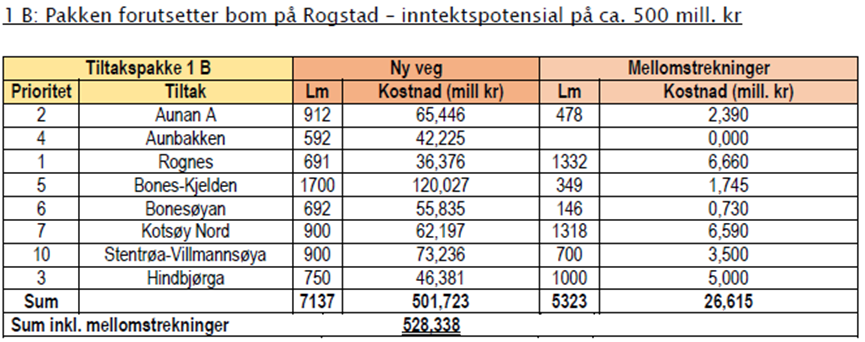 1 B: Pakken forutsetter bom på Rogstad – inntektspotensial på ca. 500 mill. kr
Tiltakspakke 1 B Ny veg Mellomstrekninger
Prioritet Tiltak Lm Kostnad (mill kr) Lm Kostnad (mill. kr)
2 Aunan A 912 65,446 478 2,390
4 Aunbakken 592 42,225 0,000
1 Rognes 691 36,376 1332 6,660
5 Bones-Kjelden 1700 120,027 349 1,745
6 Bonesøyan 692 55,835 146 0,730
7 Kotsøy Nord 900 62,197 1318 6,590
10 Stentrøa-Villmannsøya 900 73,236 700 3,500
3 Hindbjørga 750 46,381 1000 5,000
Sum 7137 501,723 5323 26,615
Sum inkl. mellomstrekninger 528,338